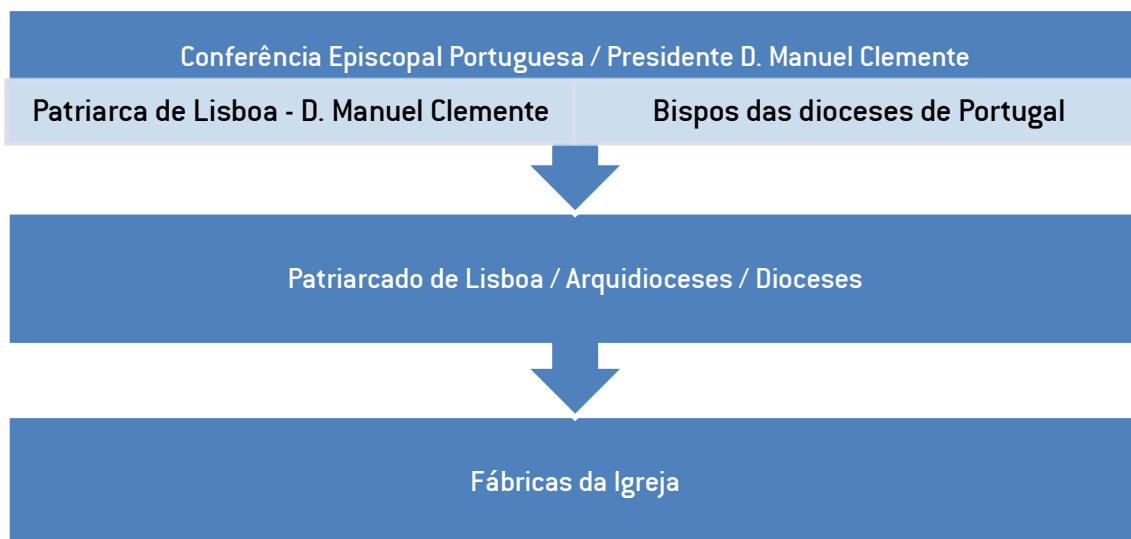 Conferência Episcopal Portuguesa / Presidente D. Manuel Clemente
Patriarca de Lisboa - D. Manuel Clemente
Bispos das dioceses de Portugal
Patriarcado de Lisboa / Arquidioceses / Dioceses
Fábricas da Igreja